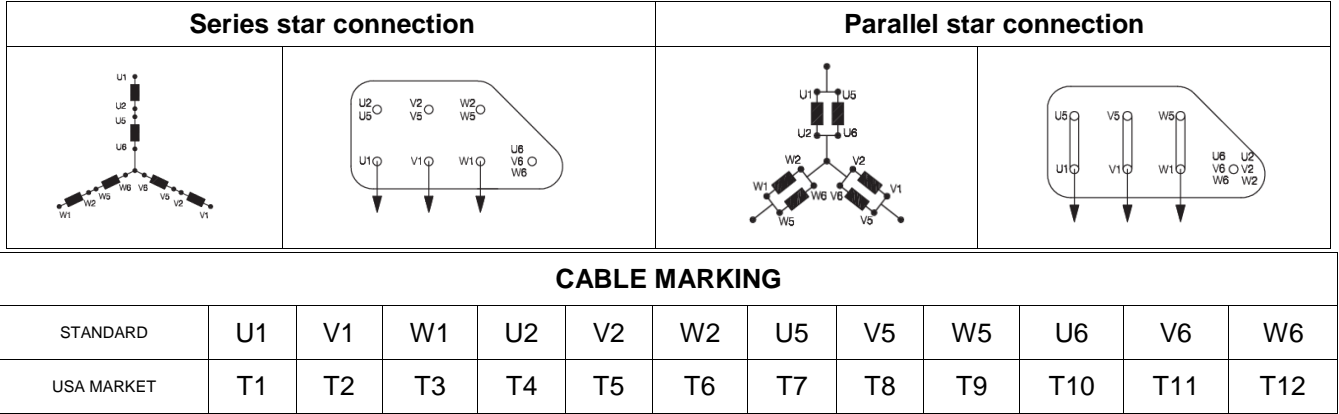 Series star connection
Parallel star connection
U1
U2
U5
U6
W6
W5
W2
W1
V6
V5
V2
V1
U2 V2 W2
U5 V5 W5
U1 V1 W1
U6
V6
W6
U1 U5
U2 U6
W2
W1
W6
W5
V2
V1
V6
V5
U5 V5 W5
U1 V1 W1
U6 U2
V6 V2
W6 W2
CABLE MARKING
STANDARD U1 V1 W1 U2 V2 W2 U5 V5 W5 U6 V6 W6
USA MARKET T1 T2 T3 T4 T5 T6 T7 T8 T9 T10 T11 T12